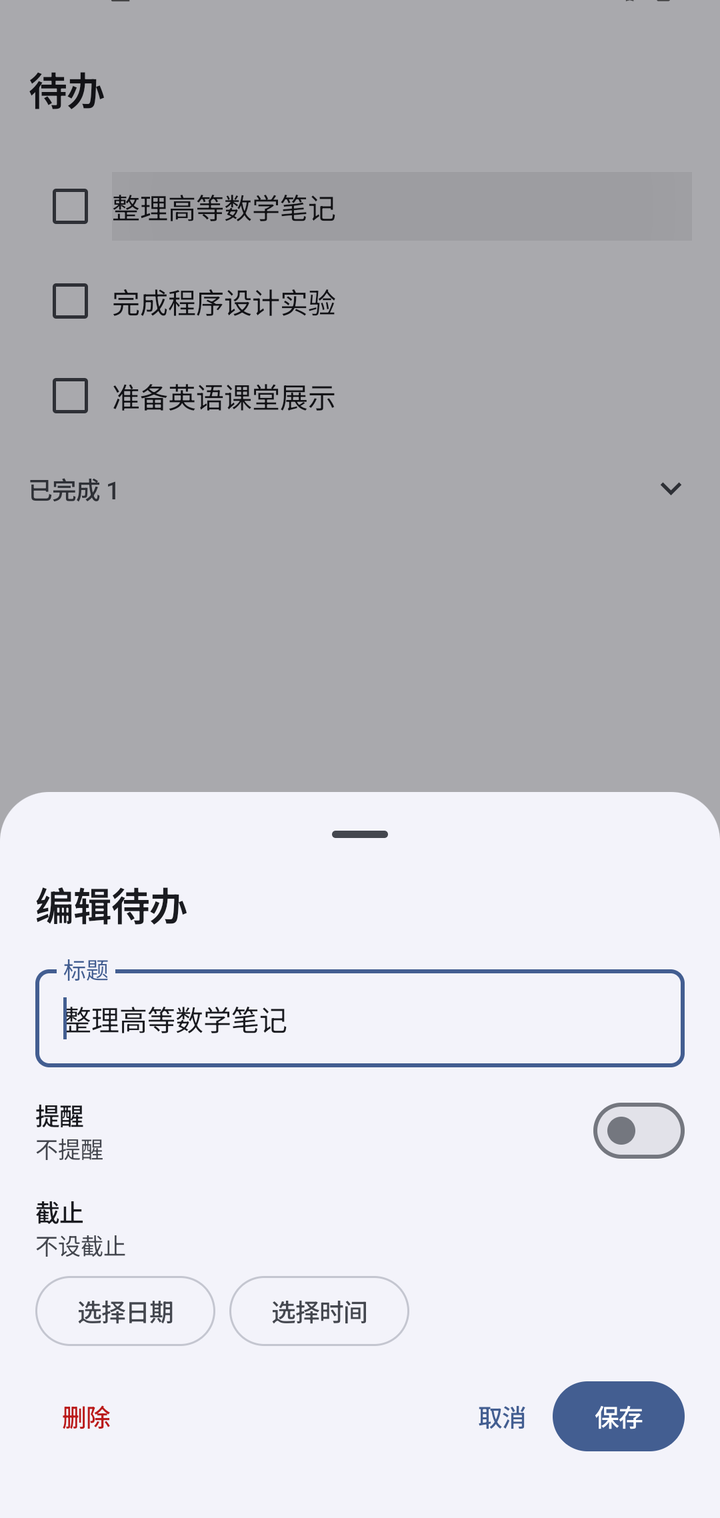 待办
整理高等数学笔记
完成程序设计实验
准备英语课堂展示
已完成 1
编辑待办
标题
整理高等数学笔记
提醒
不提醒
截止
不设截止
选择日期 选择时间
删除 取消 保存